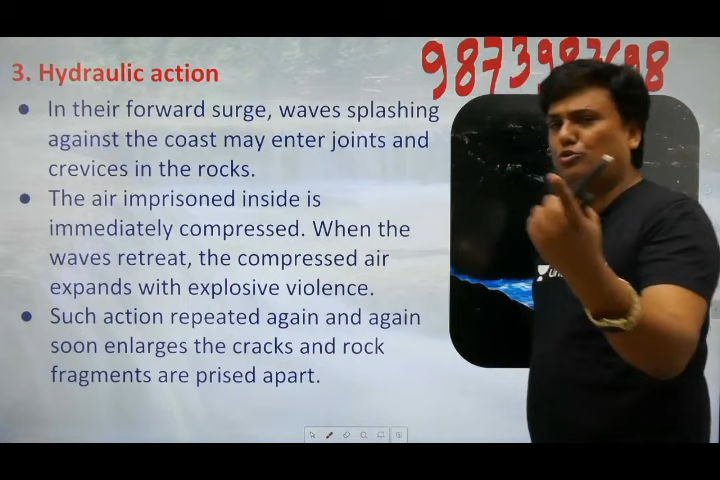 3. Hydraulic action
● In their forward surge, waves splashing
against the coast may enter joints and
crevices in the rocks.
● The air imprisoned inside is
immediately compressed. When the
waves retreat, the compressed air
expands with explosive violence.
● Such action repeated again and again
soon enlarges the cracks and rock
fragments are prised apart.